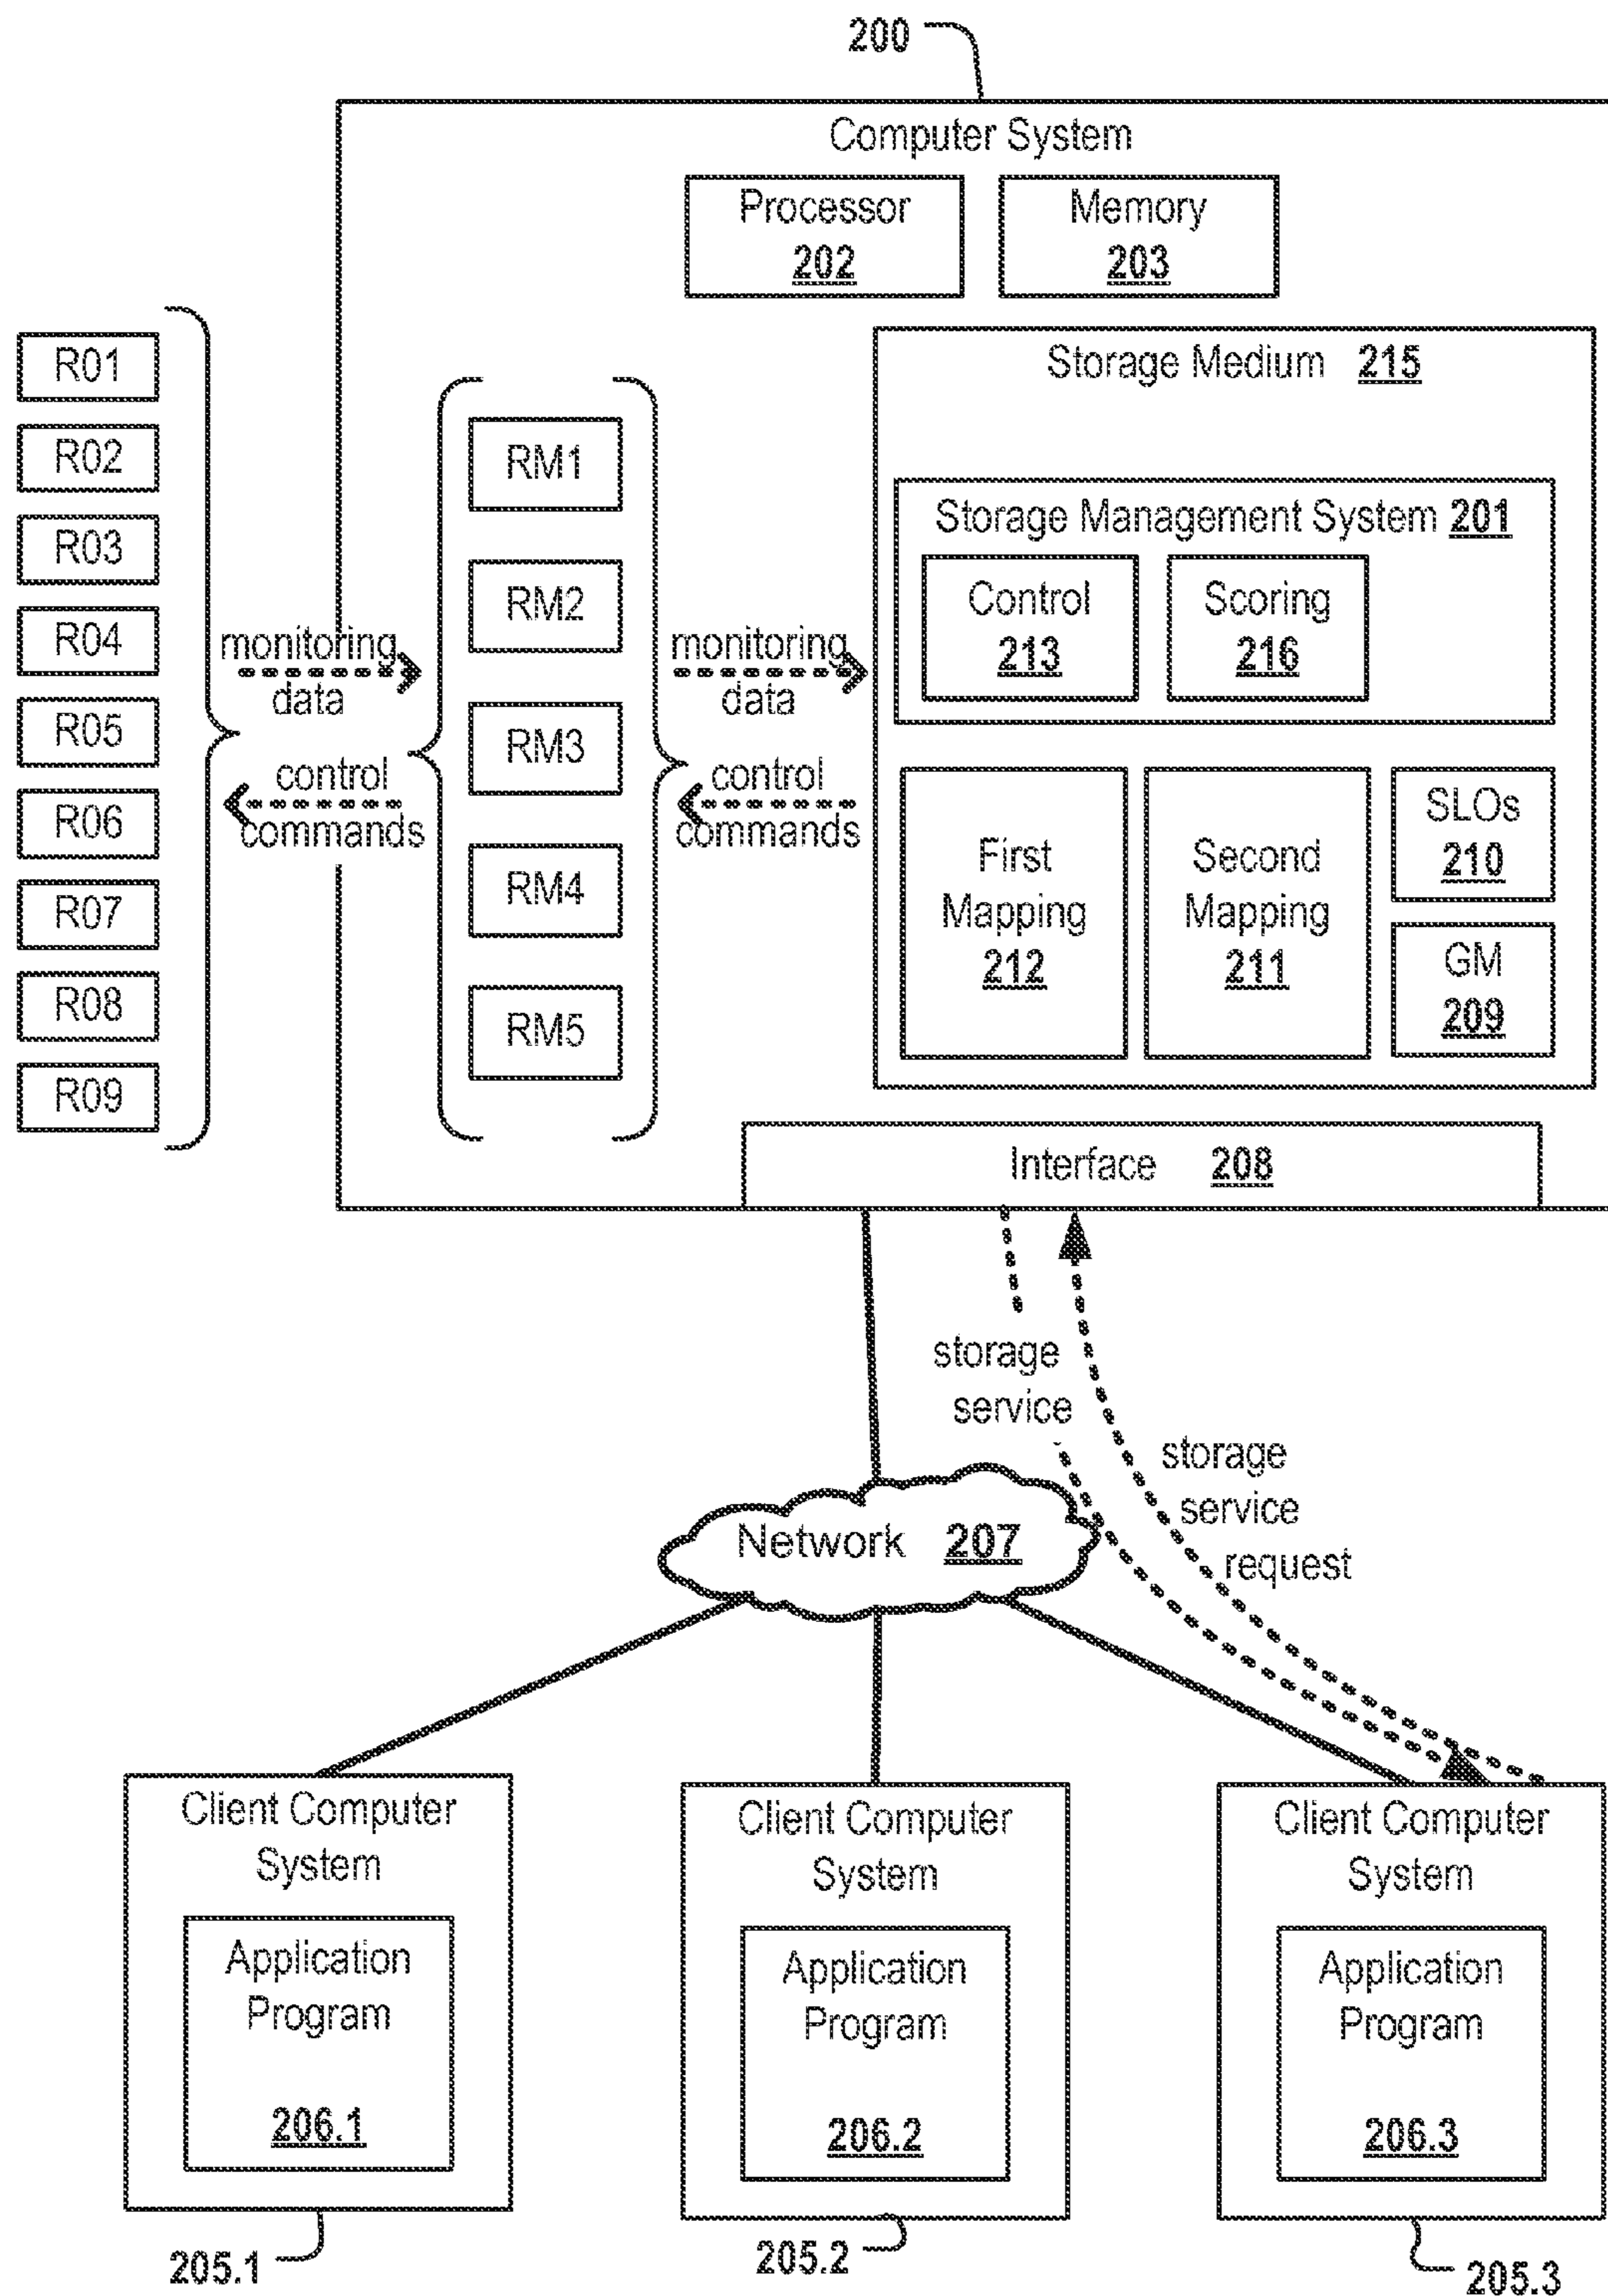 200
Computer System
Processor
202
Memory
203
R01
R02
R03
R04
R05
R06
R07
R08
R09
monitoring
data
control
commands
RM1
RM2
RM3
RM4
RM5
monitoring
data
control
commands
Storage Medium 215
Storage Management System 201
Control
213
Scoring
216
First
Mapping
212
Second
Mapping
211
SLOs
210
GM
209
Interface 208
storage
service
storage
service
request
Network 207
Client Computer
System
Application
Program
206.1
205.1
Client Computer
System
Application
Program
206.2
205.2
Client Computer
System
Application
Program
206.3
205.3